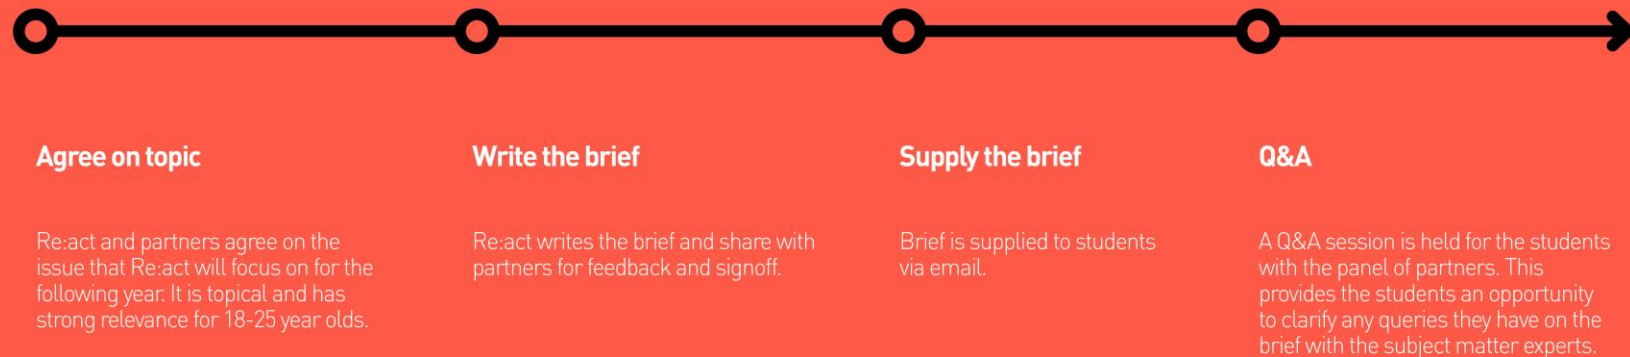 Agree on topic
Re:act and partners agree on the
issue that Re:act will focus on for the
following year. It is topical and has
strong relevance for 18-25 year olds.
Write the brief
Re:act writes the brief and share with
partners for feedback and signoff.
Supply the brief
Brief is supplied to students
via email.
Q&A
A Q&A session is held for the students
with the panel of partners. This
provides the students an opportunity
to clarify any queries they have on the
brief with the subject matter experts.